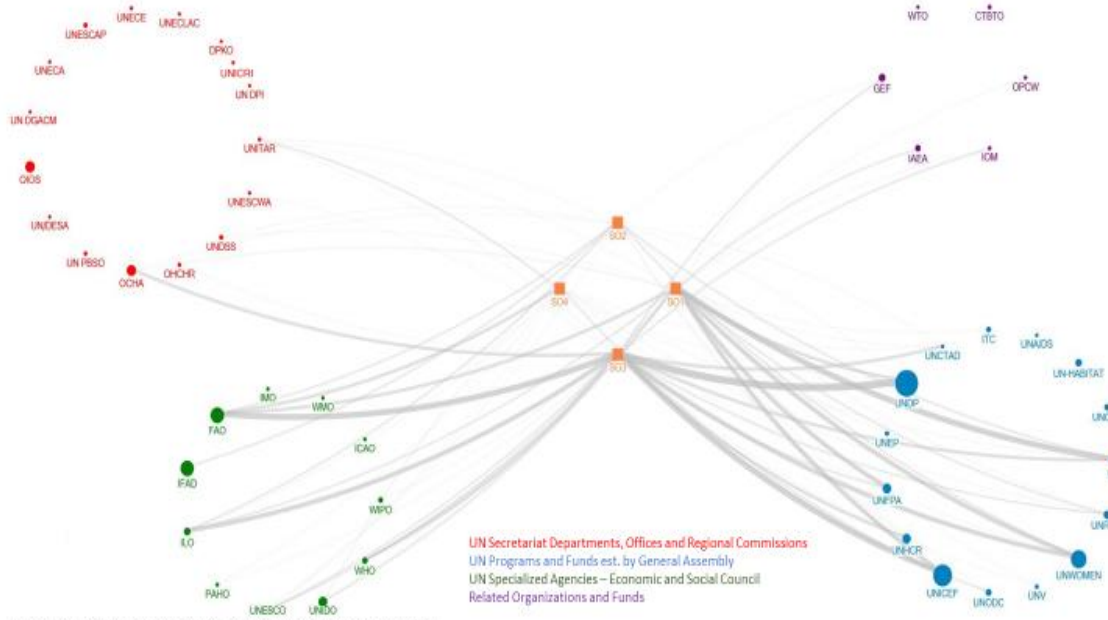 UNECE
UNECLAC
WTO
CTBTO
UNESCAP
DPKO
UNECA
UNICRI
UN DPI
GEF
OPCW
UN DGACM
UNITAR
IAEA
IOM
OIOS
UNESCWA
UN/DESA
UNDSS
SO2
UN PBSO
OHCHR
OCHA
SO4
SO1
ITC
UNAIDS
UNCTAD
SO3
UN-HABITAT
IMO
WMO
UNDP
FAO
ICAO
UNEP
IFAD
UNFPA
WIPO
ILO
UN Secretariat Departments, Offices and Regional Commissions
UNHCR
UN Programs and Funds est. by General Assembly
WHO
UNWOMEN
UN Specialized Agencies – Economic and Social Council
PAHO
UNICEF
UNV
UNODC
Related Organizations and Funds
UNESCO
UNIDO